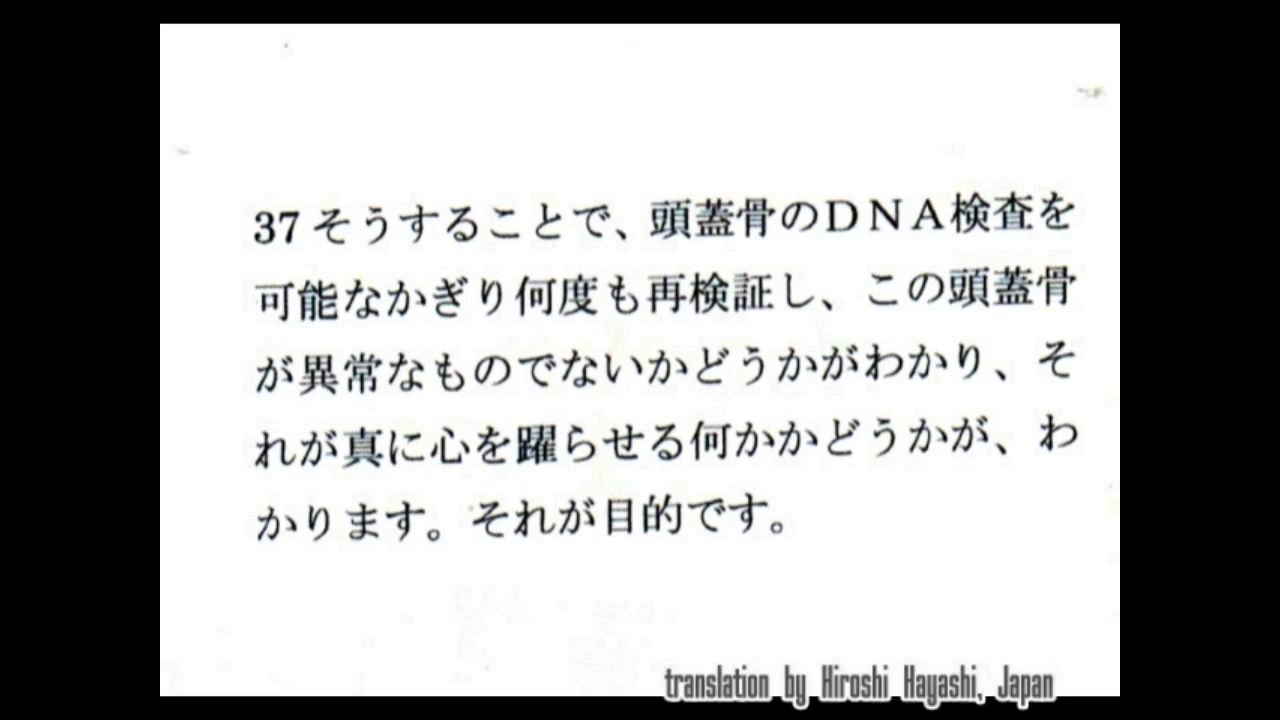 37そうすることで、頭蓋骨のDNA検査を
可能なかぎり何度も再検証し、この頭蓋骨
が異常なものでないかどうかがわかり、そ
れが真に心を躍らせる何かかどうかが、わ
かります。それが目的です。
translation by Hiroshi Hayashi, Japan